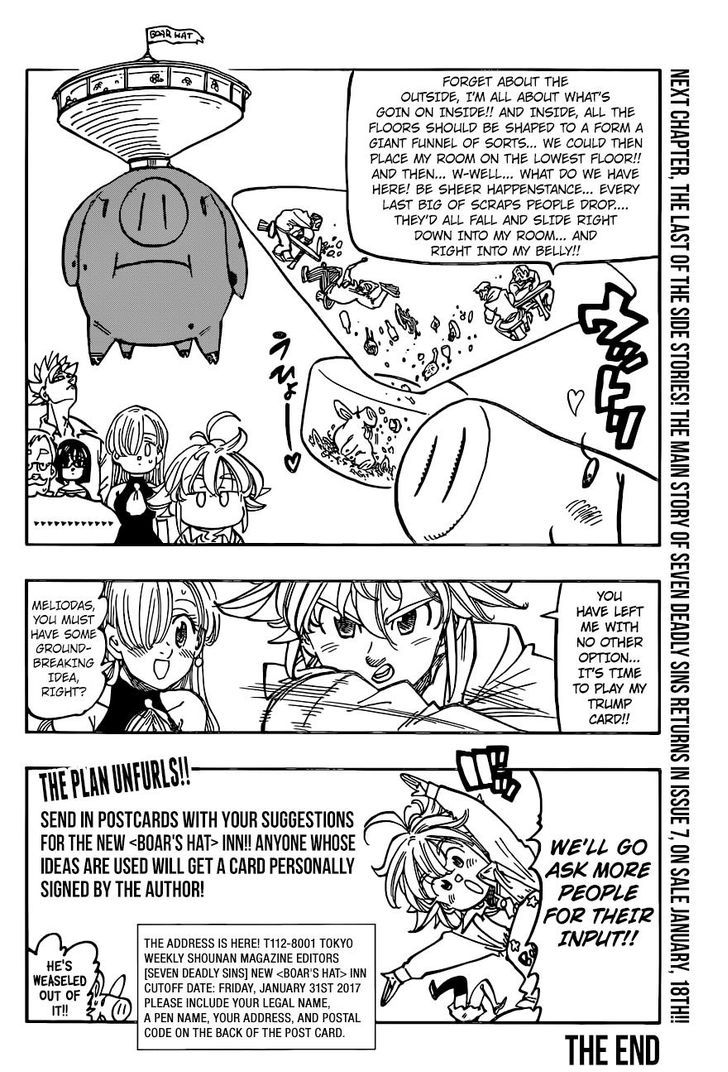 BOAR HAT
FORGET ABOUT THE
OUTSIDE, I'M ALL ABOUT WHAT'S
GOIN ON INSIDE!! AND INSIDE, ALL THE
FLOORS SHOULD BE SHAPED TO A FORM A
GIANT FUNNEL OF SORTS... WE COULD THEN
PLACE MY ROOM ON THE LOWEST FLOOR!!
AND THEN... W-WELL... WHAT DO WE HAVE
HERE! BE SHEER HAPPENSTANCE... EVERY
LAST BIG OF SCRAPS PEOPLE DROP....
THEY'D ALL FALL AND SLIDE RIGHT
DOWN INTO MY ROOM... AND
RIGHT INTO MY BELLY!!
うひょー♥
YOU
HAVE LEFT
ME WITH
NO OTHER
OPTION...
IT'S TIME
TO PLAY MY
TRUMP
CARD!!
MELIODAS,
YOU MUST
HAVE SOME
GROUND-
BREAKING
IDEA,
RIGHT?
WE'LL GO
ASK MORE
PEOPLE
FOR THEIR
INPUT!!
THE PLAN UNFURLS!!
SEND IN POSTCARDS WITH YOUR SUGGESTIONS
FOR THE NEW <BOAR'S HAT> INN!! ANYONE WHOSE
IDEAS ARE USED WILL GET A CARD PERSONALLY
SIGNED BY THE AUTHOR!
THE ADDRESS IS HERE! T112-8001 TOKYO
WEEKLY SHOUNAN MAGAZINE EDITORS
[SEVEN DEADLY SINS] NEW <BOAR'S HAT> INN
CUTOFF DATE: FRIDAY, JANUARY 31ST 2017
PLEASE INCLUDE YOUR LEGAL NAME,
A PEN NAME, YOUR ADDRESS, AND POSTAL
CODE ON THE BACK OF THE POST CARD.
HE'S
WEASELED
OUT OF
IT!!
THE END
NEXT CHAPTER, THE LAST OF THE SIDE STORIES! THE MAIN STORY OF SEVEN DEADLY SINS RETURNS IN ISSUE 7, ON SALE JANUARY, 18TH!!